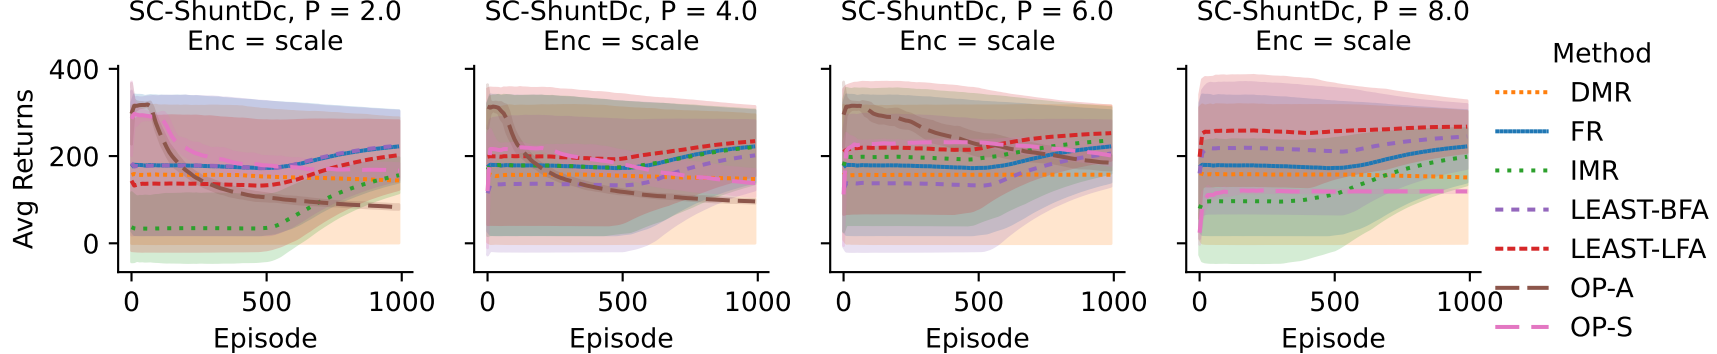 SC-ShuntDc, P = 2.0
Enc = scale
SC-ShuntDc, P = 4.0
Enc = scale
SC-ShuntDc, P = 6.0
Enc = scale
SC-ShuntDc, P = 8.0
Enc = scale
Avg Returns
400
200
0
0 500 1000
Episode
0 500 1000
Episode
0 500 1000
Episode
0 500 1000
Episode
Method
DMR
FR
IMR
LEAST-BFA
LEAST-LFA
OP-A
OP-S